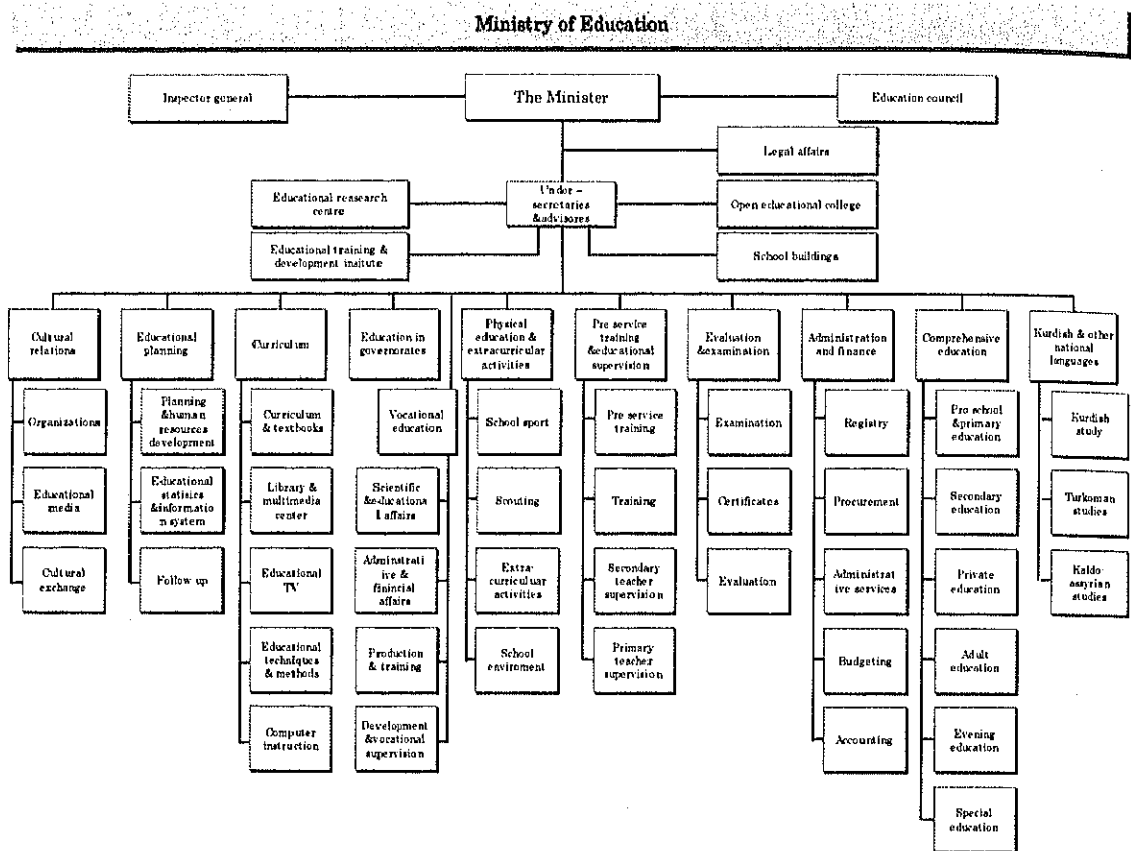 Ministry of Education
Inspector general
The Minister
Education council
Legal affairs
Educational reasearch
centre
Under -
secretaries
&advisores
Open educational college
Educational training &
development insitute
School buildings
Cultural
relations
Educational
planning
Curriculum
Education in
governorates
Physical
education &
extracurricular
activities
Pre service
training
&educational
supervision
Evaluation
&examination
Administration
and finance
Comprehensive
education
Kurdish & other
national
languages
Organizations
Planning
&human
resources
development
Curriculum
& textbooks
Vocational
education
School sport
Pre service
training
Examination
Registry
Pre school
&primary
education
Kurdish
study
Educational
media
Educational
statisics
&informatio
n system
Library &
multimedia
center
Scientific
&educationa
l affairs
Scouting
Training
Certificates
Procurement
Secondary
education
Turkoman
studies
Cultural
exchange
Follow up
Educational
TV
Administrati
ive &
finincial
affairs
Extra-
curriculuar
activities
Secondary
teacher
supervision
Evaluation
Administrat
ive services
Private
education
Kaldo-
assyrian
studies
Educational
techniques
& methods
Production
& training
School
enviroment
Primary
teacher
supervision
Budgeting
Adult
education
Computer
instruction
Development
&vocational
supervision
Accounting
Evening
education
Special
education